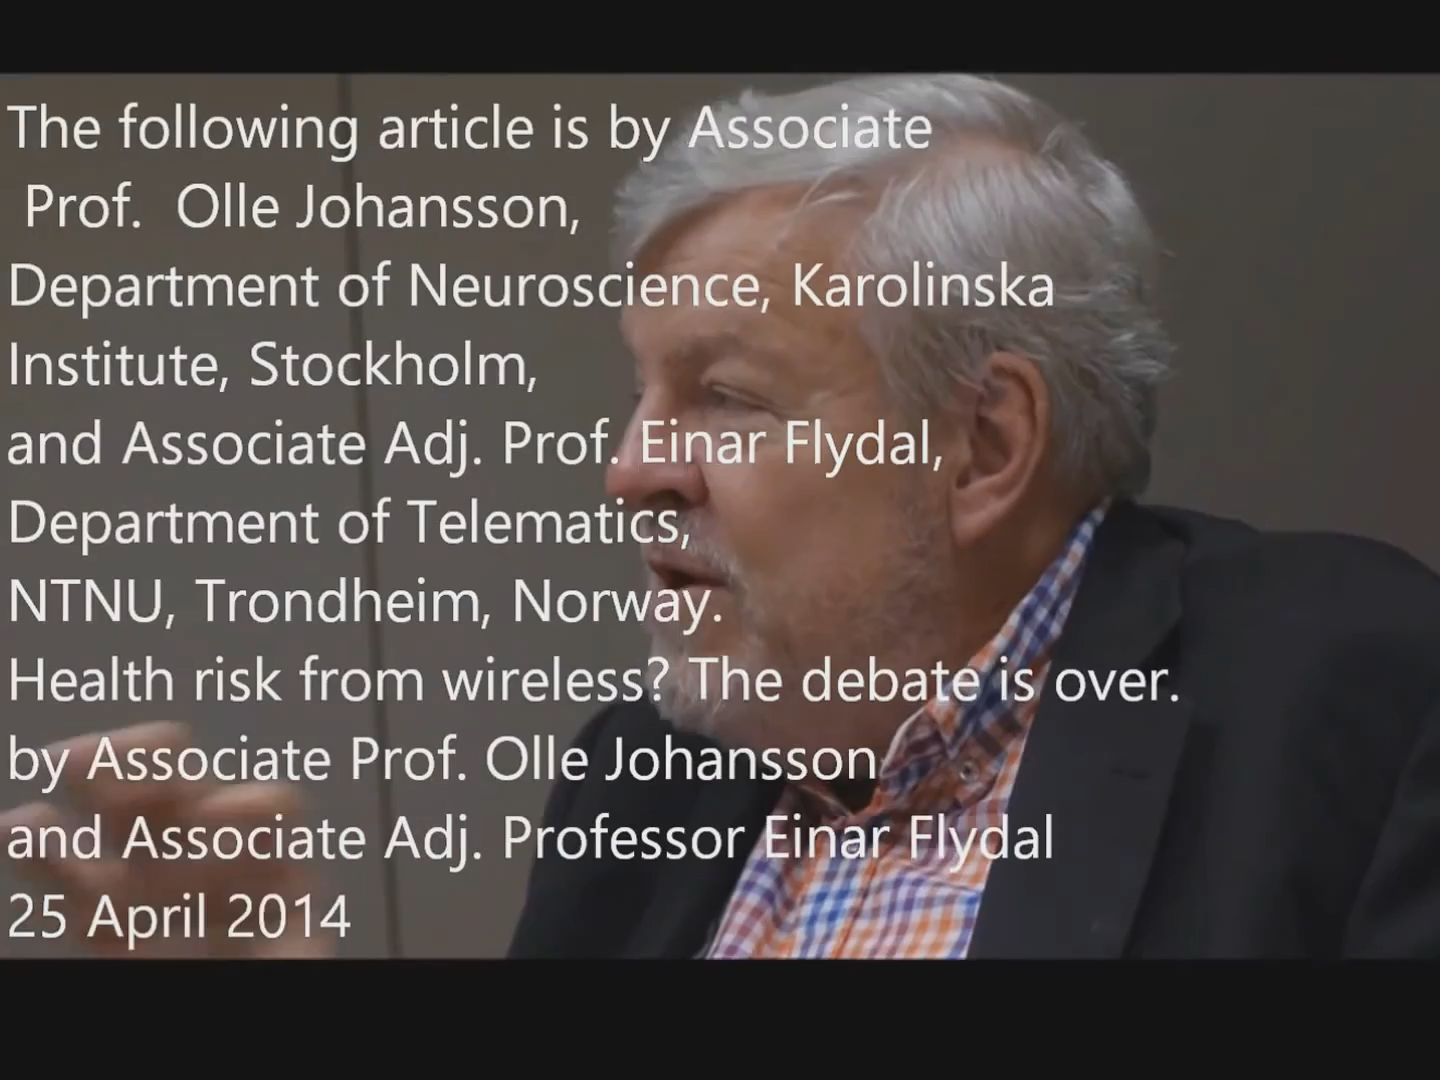 The following article is by Associate
Prof. Olle Johansson,
Department of Neuroscience, Karolinska
Institute, Stockholm,
and Associate Adj. Prof. Einar Flydal,
Department of Telematics,
NTNU, Trondheim, Norway.
Health risk from wireless? The debate is over.
by Associate Prof. Olle Johansson
and Associate Adj. Professor Einar Flydal
25 April 2014